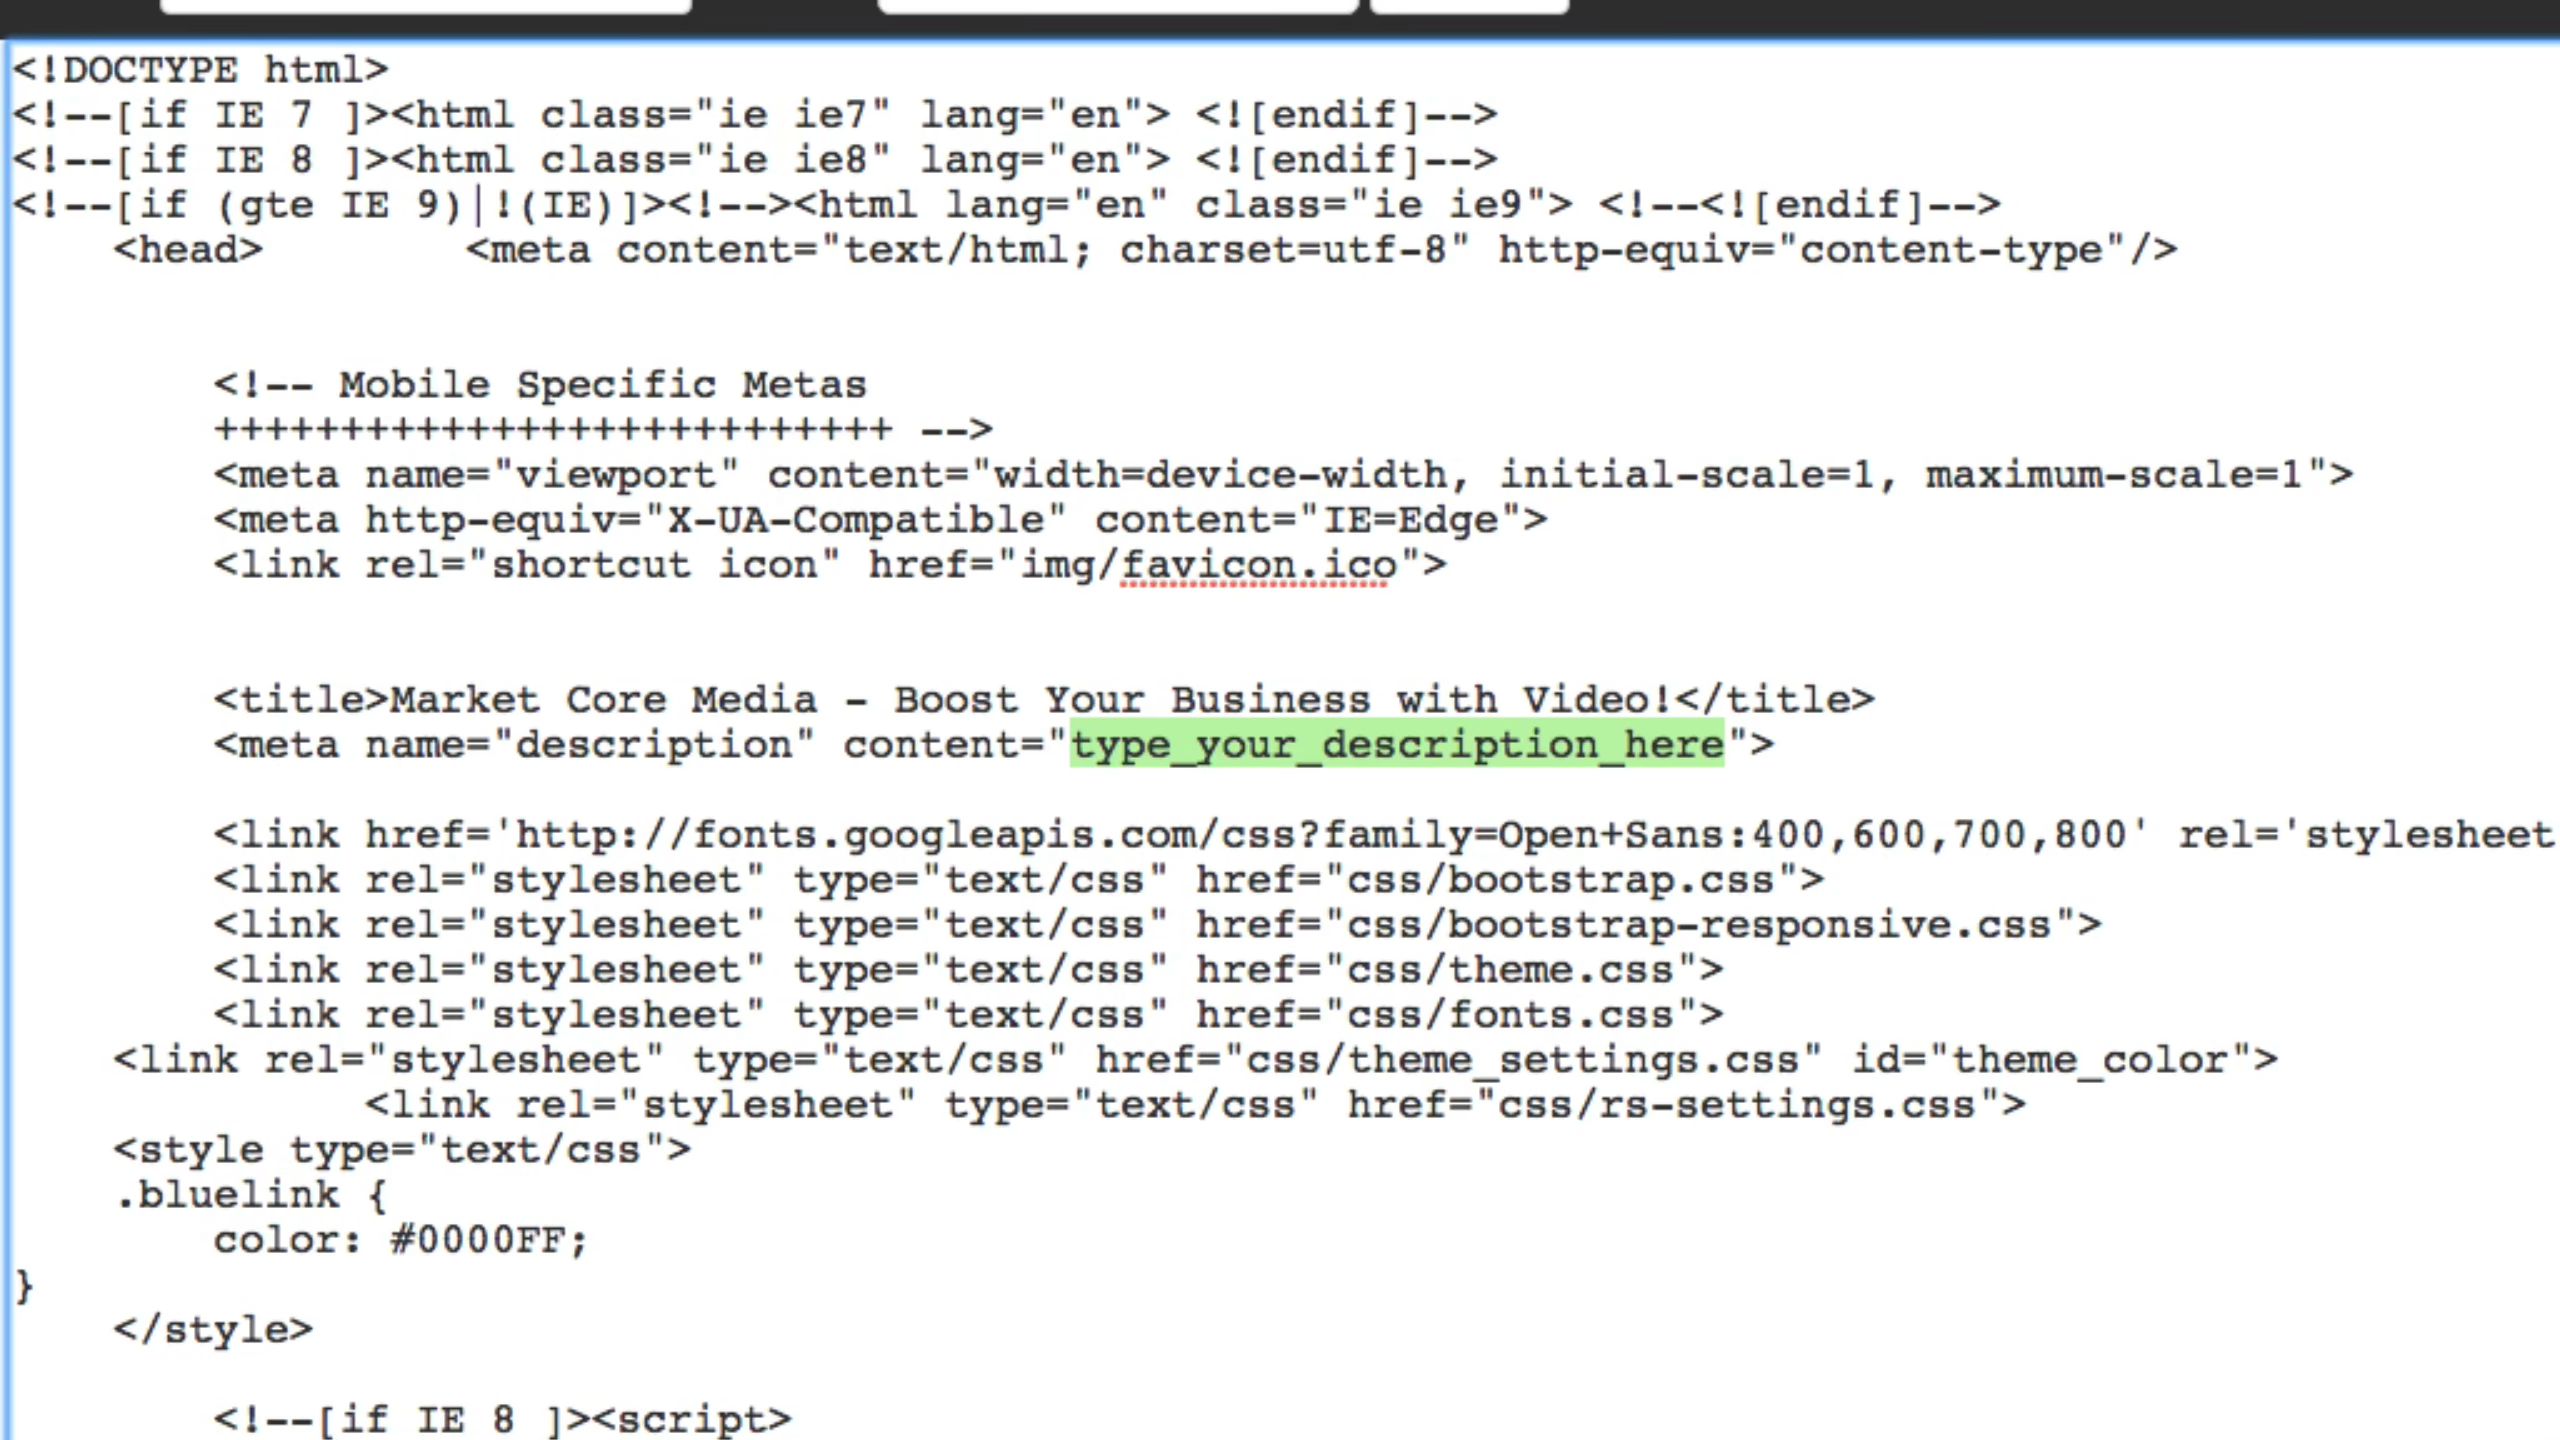 <!DOCTYPE html>
<!--[if IE 7 ]><html class="ie ie7" lang="en"> <![endif]-->
<!--[if IE 8 ]><html class="ie ie8" lang="en"> <![endif]-->
<!--[if (gte IE 9)|!(IE)]><!--><html lang="en" class="ie ie9"> <!--<![endif]-->
<head> <meta content="text/html; charset=utf-8" http-equiv="content-type"/>
<!-- Mobile Specific Metas
+++++++++++++++++++++++++++ -->
<meta name="viewport" content="width=device-width, initial-scale=1, maximum-scale=1">
<meta http-equiv="X-UA-Compatible" content="IE=Edge">
<link rel="shortcut icon" href="img/favicon.ico">
<title>Market Core Media - Boost Your Business with Video!</title>
<meta name="description" content="type_your_description_here">
<link href='http://fonts.googleapis.com/css?family=Open+Sans:400,600,700,800' rel='stylesheet
<link rel="stylesheet" type="text/css" href="css/bootstrap.css">
<link rel="stylesheet" type="text/css" href="css/bootstrap-responsive.css">
<link rel="stylesheet" type="text/css" href="css/theme.css">
<link rel="stylesheet" type="text/css" href="css/fonts.css">
<link rel="stylesheet" type="text/css" href="css/theme_settings.css" id="theme_color">
<link rel="stylesheet" type="text/css" href="css/rs-settings.css">
<style type="text/css">
.bluelink {
color: #0000FF;
}
</style>
<!--[if IE 8 ]><script>